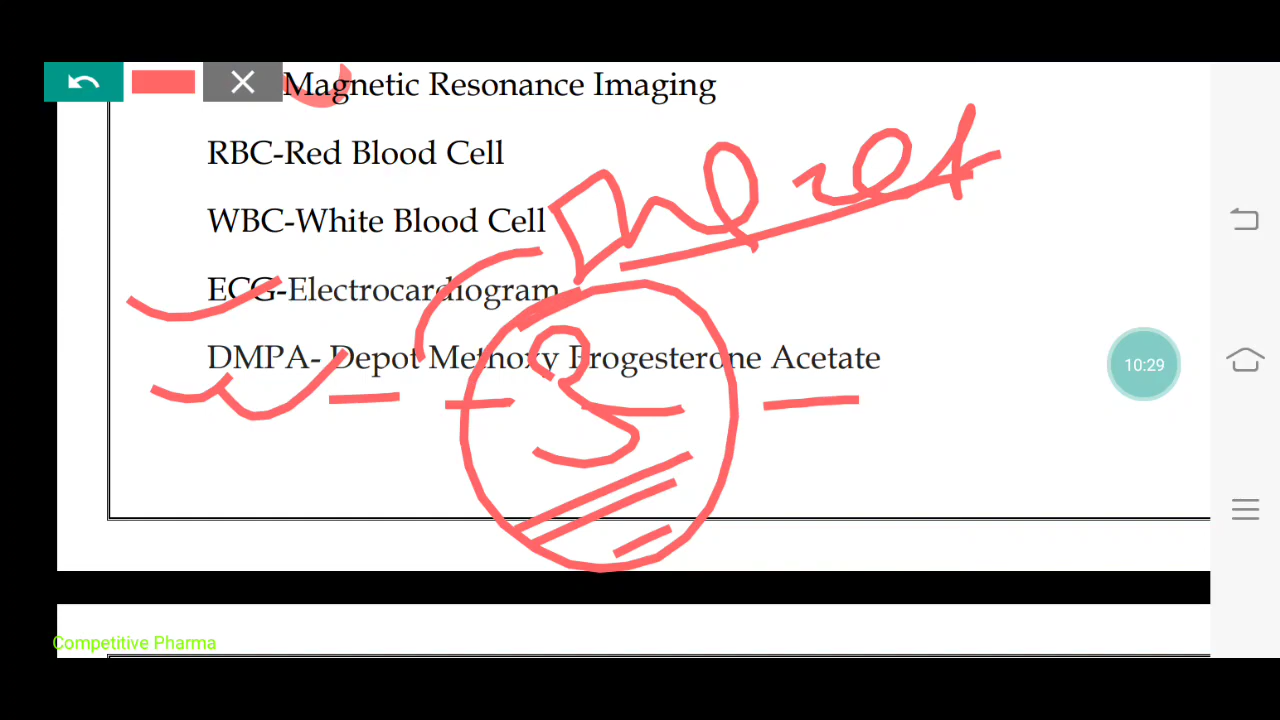 Magnetic Resonance Imaging
RBC-Red Blood Cell
WBC-White Blood Cell
ECG-Electrocardiogram
DMPA- Depot Methoxy Progesterone Acetate
10:29
Competitive Pharma